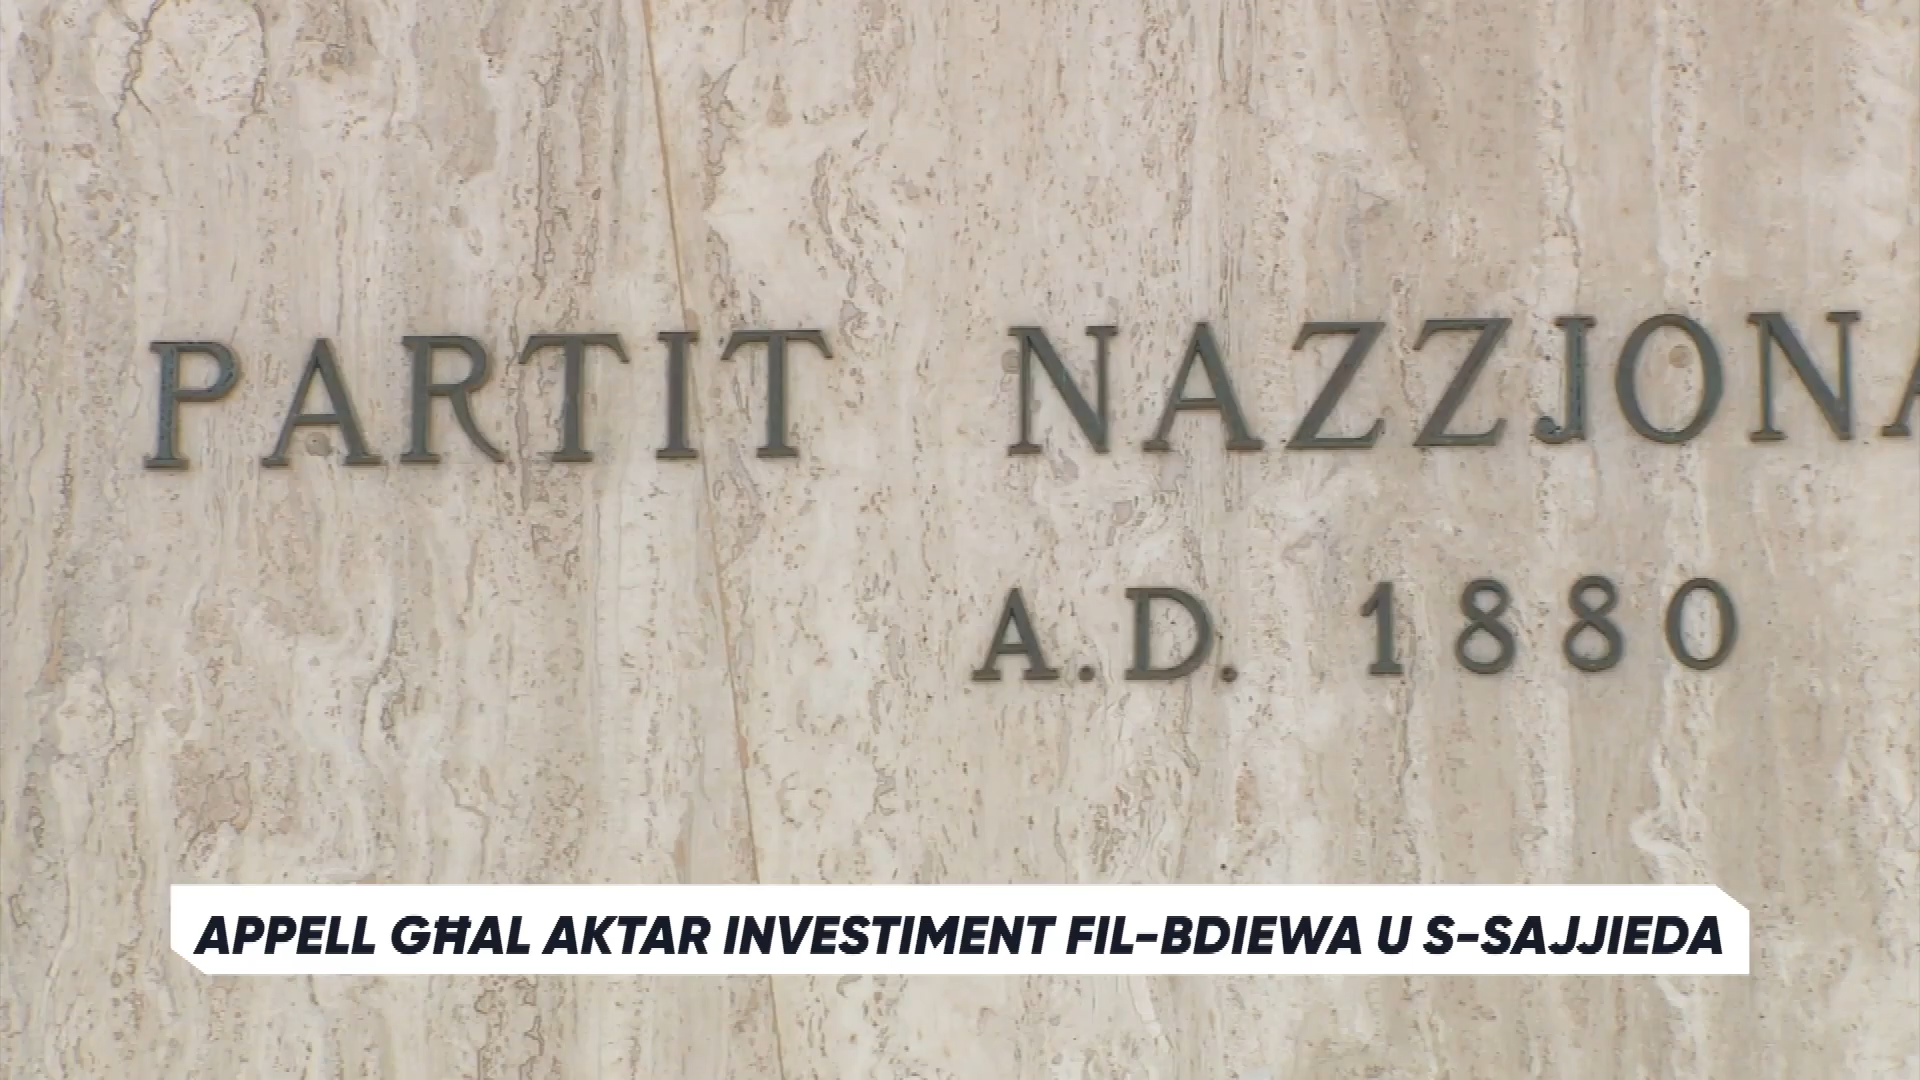 PARTIT NAZZJONA
A.D. 1880
APPELL GĦAL AKTAR INVESTIMENT FIL-BDIEWA U S-SAJJIEDA